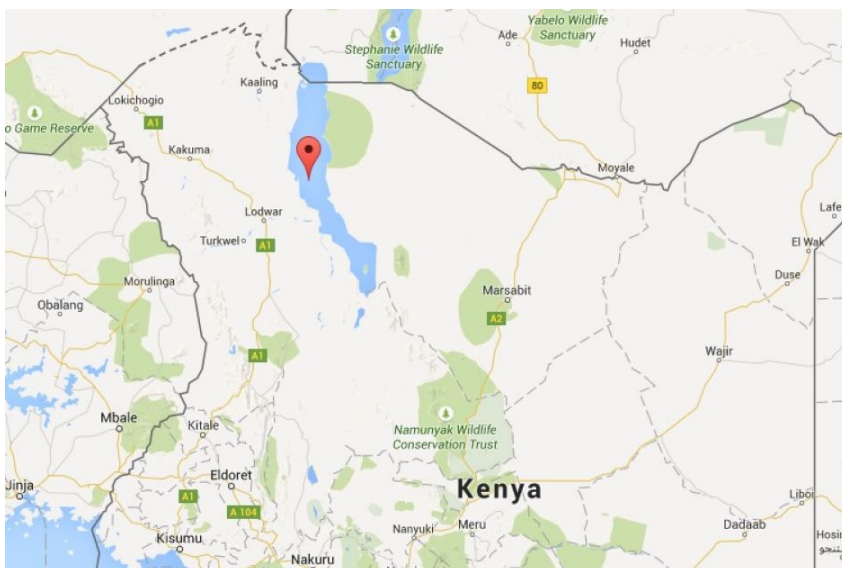 Stephanie Wildlife
Sanctuary
Ade
Yabelo Wildlife
Sanctuary
Hudet
80
Kaaling
Lokichogio
A1
o Game Reserve
Kakuma
Moyale
Lodwar
Turkwel
A1
Lafe
El Wak
Duse
Morulinga
Obalang
Marsabit
A2
A1
Wajir
Mbale
Kitale
Namunyak Wildlife
Conservation Trust
Jinja
A1
Eldoret
A 104
Kenya
Liboi
Kisumu
Nanyuki
Meru
Dadaab
Hosin
Nakuru